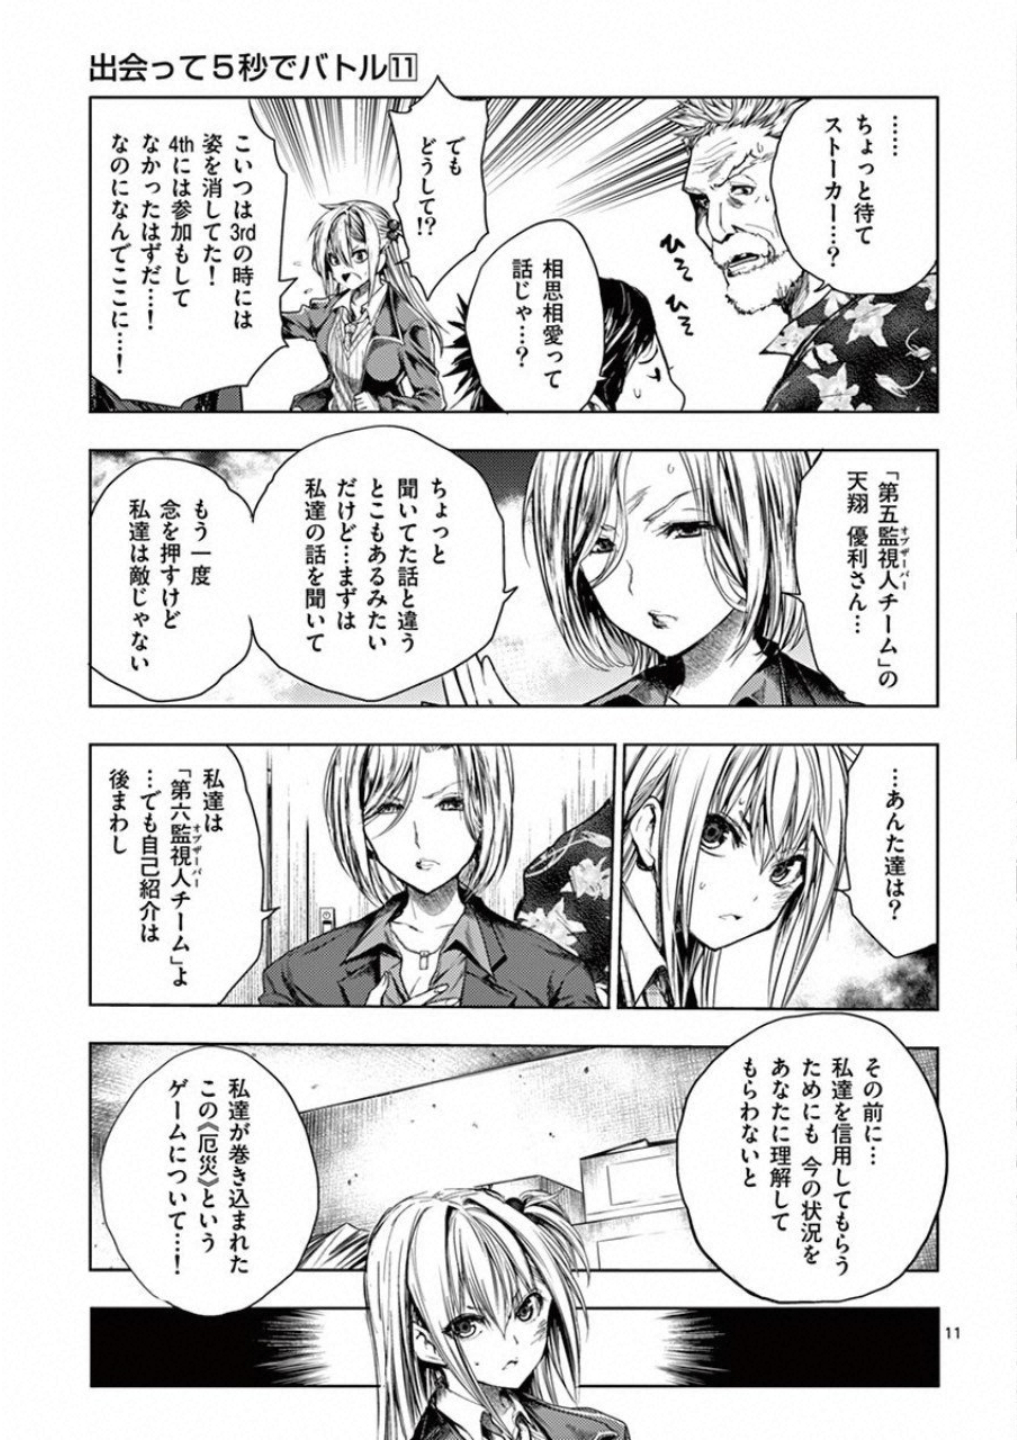 出会って5秒でバトル11
……
ちょっと待て
ストーカー…?
ひそ
ひそ
相思相愛って
話じゃ…?
でも
どうして!?
こいつは3rdの時には
姿を消してた!
4thには参加もして
なかったはずだ…!
なのになんでここに…!
「第五監視人チーム」の
オブザーバー
天翔 優利さん…
ちょっと
聞いてた話と違う
とこもあるみたい
だけど…まずは
私達の話を聞いて
もう一度
念を押すけど
私達は敵じゃない
…あんた達は?
私達は
「第六監視人チーム」よ
オブザーバー
…でも自己紹介は
後まわし
その前に…
私達を信用してもらう
ためにも 今の状況を
あなたに理解して
もらわないと
私達が巻き込まれた
この《厄災》という
ゲームについて…!
11